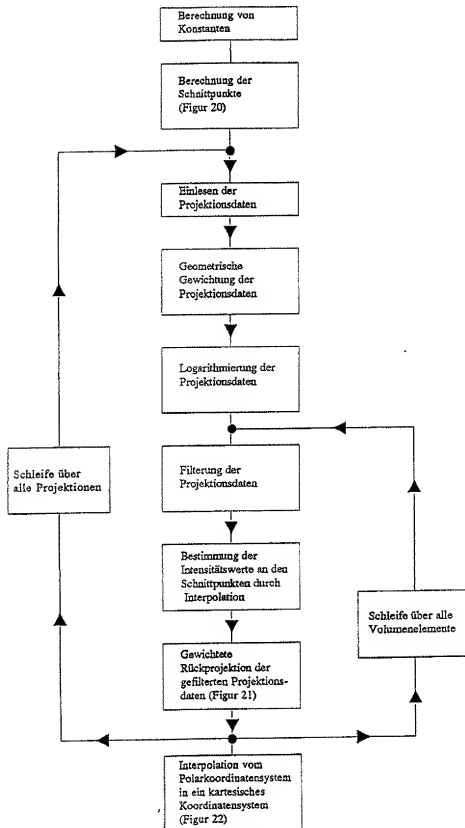 Berechnung von
Konstanten
Berechnung der
Schnittpunkte
(Figur 20)
Einlesen der
Projektionsdaten
Geometrische
Gewichtung der
Projektionsdaten
Logarithmierung der
Projektionsdaten
Schleife über
alle Projektionen
Filterung der
Projektionsdaten
Bestimmung der
Intensitätswerte an den
Schnittpunkten durch
Interpolation
Schleife über alle
Volumenelemente
Gewichtete
Rückprojektion der
gefilterten Projektions-
daten (Figur 21)
Interpolation vom
Polarkoordinatensystem
in ein kartesisches
Koordinatensystem
(Figur 22)